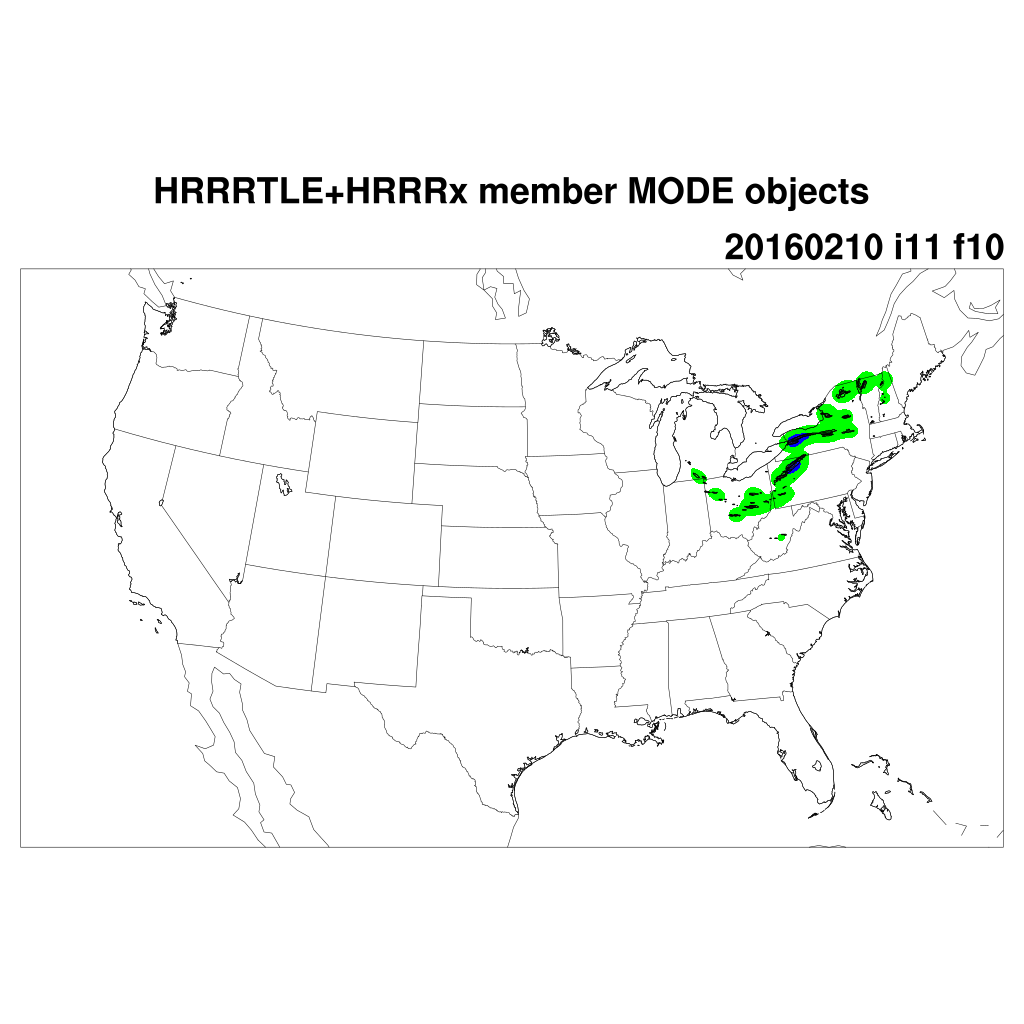 HRRRTLE+HRRRx member MODE objects
20160210 i11 f10